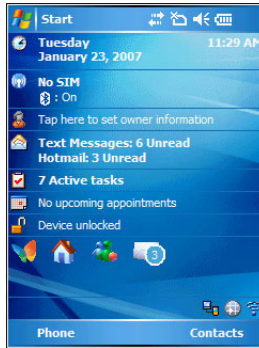 Start
Tuesday 11:29 AM
January 23, 2007
No SIM
: On
Tap here to set owner information
Text Messages: 6 Unread
Hotmail: 3 Unread
7 Active tasks
No upcoming appointments
Device unlocked
3
Phone Contacts